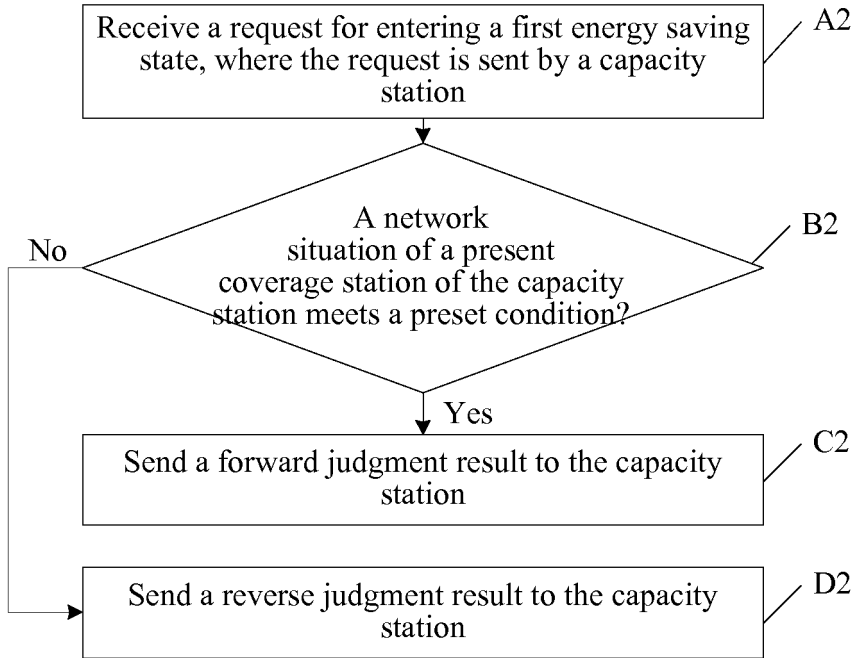 Receive a request for entering a first energy saving
state, where the request is sent by a capacity
station
A2
A network
situation of a present
coverage station of the capacity
station meets a preset condition?
B2
No
Yes
Send a forward judgment result to the capacity
station
C2
Send a reverse judgment result to the capacity
station
D2